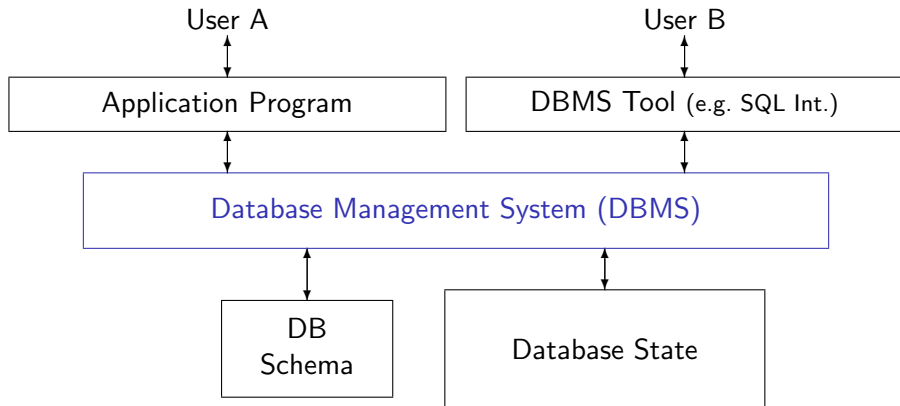 User A
User B
Application Program
DBMS Tool (e.g. SQL Int.)
Database Management System (DBMS)
DB
Schema
Database State